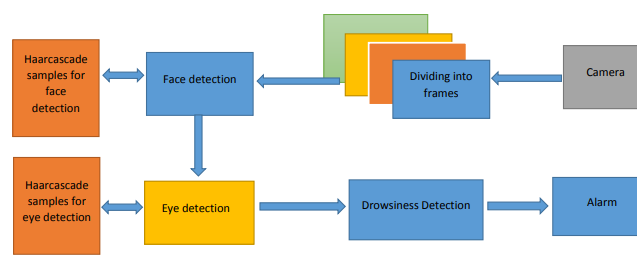 Haarcascade
samples for
face
detection
Face detection
Dividing into
frames
Camera
Haarcascade
samples for
eye detection
Eye detection
Drowsiness Detection
Alarm